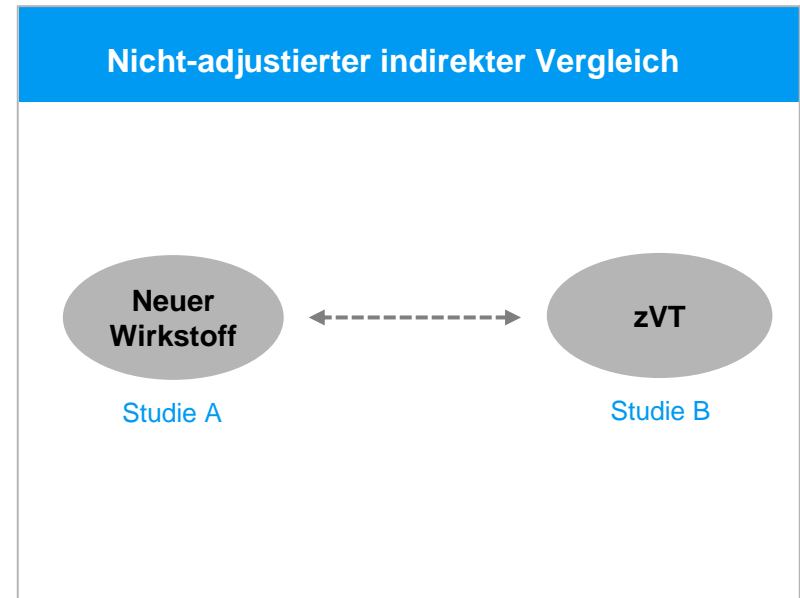 Nicht-adjustierter indirekter Vergleich
Neuer
Wirkstoff
zVT
Studie A
Studie B